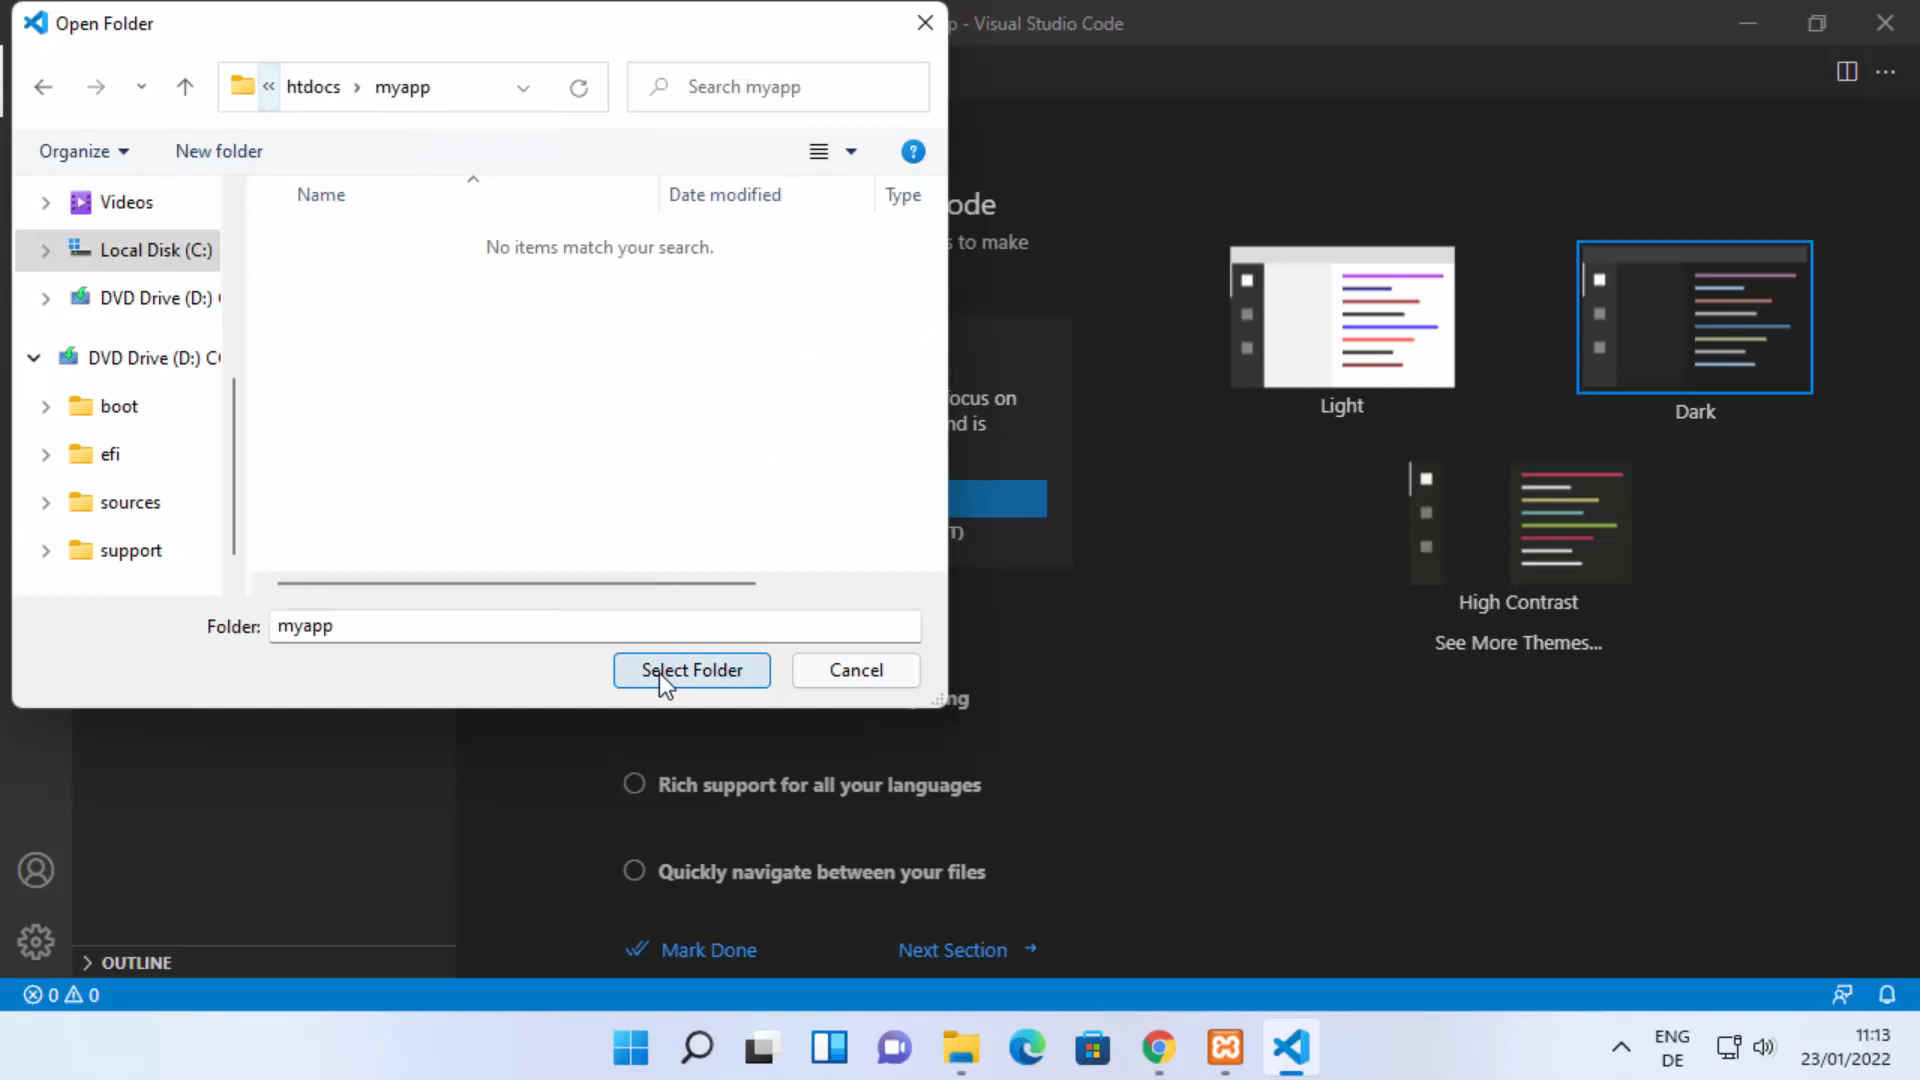 Open Folder
p - Visual Studio Code
« htdocs › myapp
Search myapp
Organize
New folder
?
Name
Date modified
Type
No items match your search.
Videos
Local Disk (C:)
DVD Drive (D:)
DVD Drive (D:) C
boot
efi
sources
support
Folder: myapp
Select Folder
Cancel
ode
s to make
ocus on
nd is
ng
Light
Dark
High Contrast
See More Themes...
Rich support for all your languages
Quickly navigate between your files
Mark Done
Next Section
OUTLINE
0 0
ENG
DE
11:13
23/01/2022